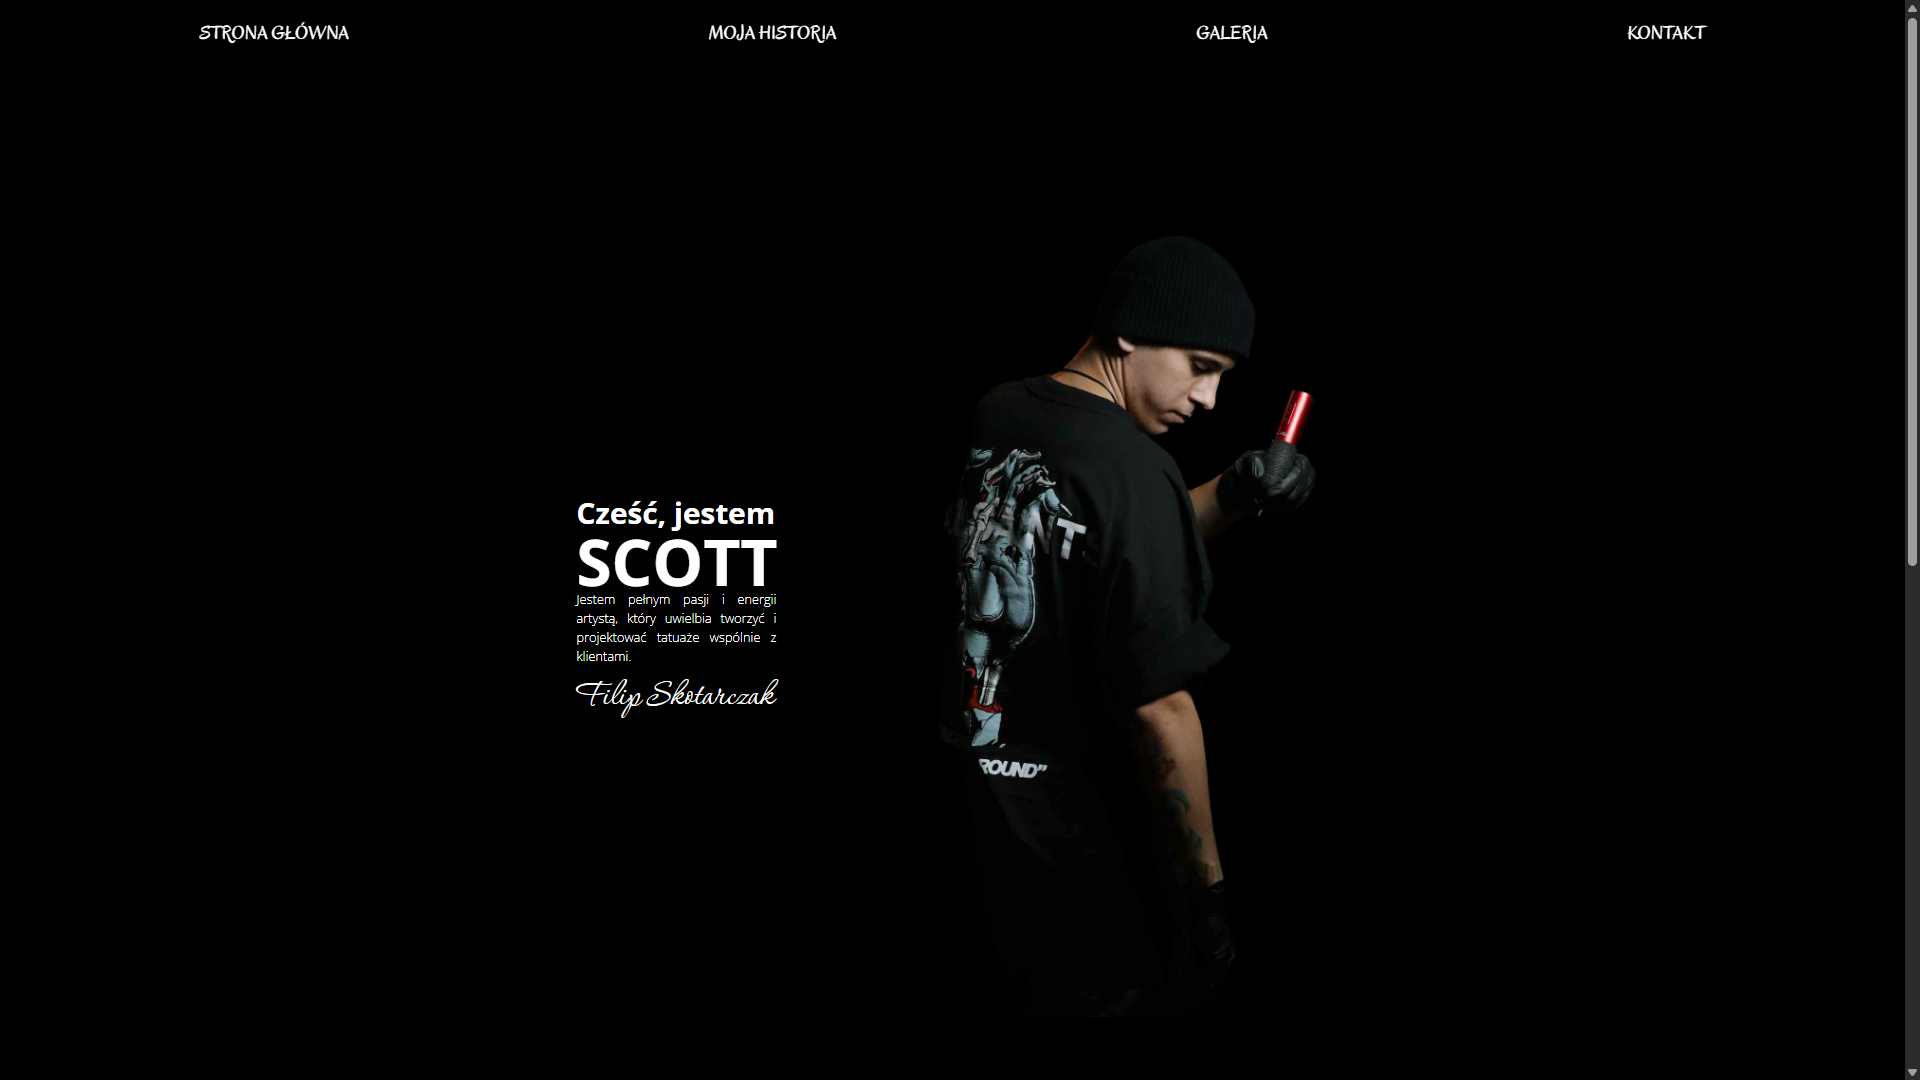 STRONA GŁÓWNA
MOJA HISTORIA
GALERIA
KONTAKT
Cześć, jestem
SCOTT
Jestem pełnym pasji i energii
artystą, który uwielbia tworzyć i
projektować tatuaże wspólnie z
klientami.
Filip Skotarczak
NTS
ROUND"